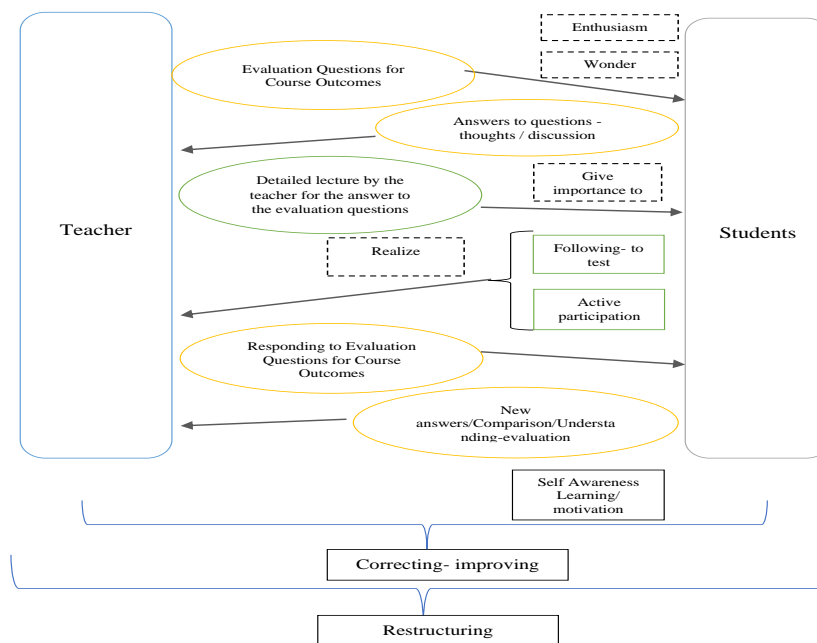 Enthusiasm
Wonder
Evaluation Questions for
Course Outcomes
Answers to questions -
thoughts / discussion
Detailed lecture by the
teacher for the answer to
the evaluation questions
Give
importance to
Teacher
Students
Realize
Following- to
test
Active
participation
Responding to Evaluation
Questions for Course
Outcomes
New
answers/Comparison/Understa
nding-evaluation
Self Awareness
Learning/
motivation
Correcting- improving
Restructuring